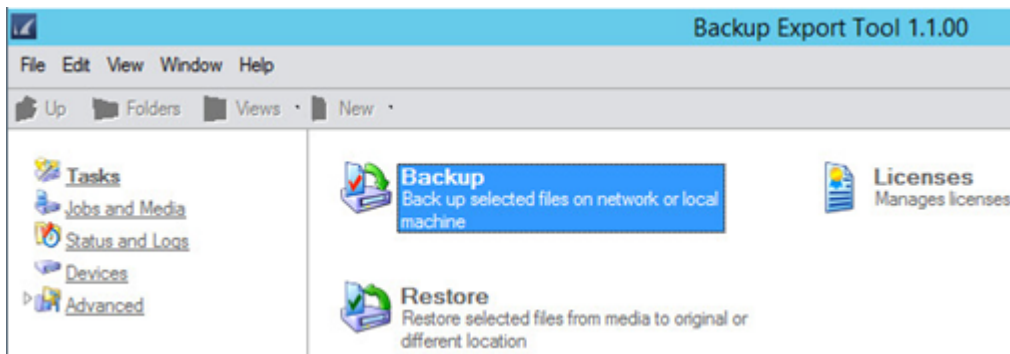 Backup Export Tool 1.1.00
File Edit View Window Help
Up Folders Views New
Tasks
Jobs and Media
Status and Logs
Devices
Advanced
Backup
Back up selected files on network or local
machine
Licenses
Manages licenses
Restore
Restore selected files from media to original or
different location